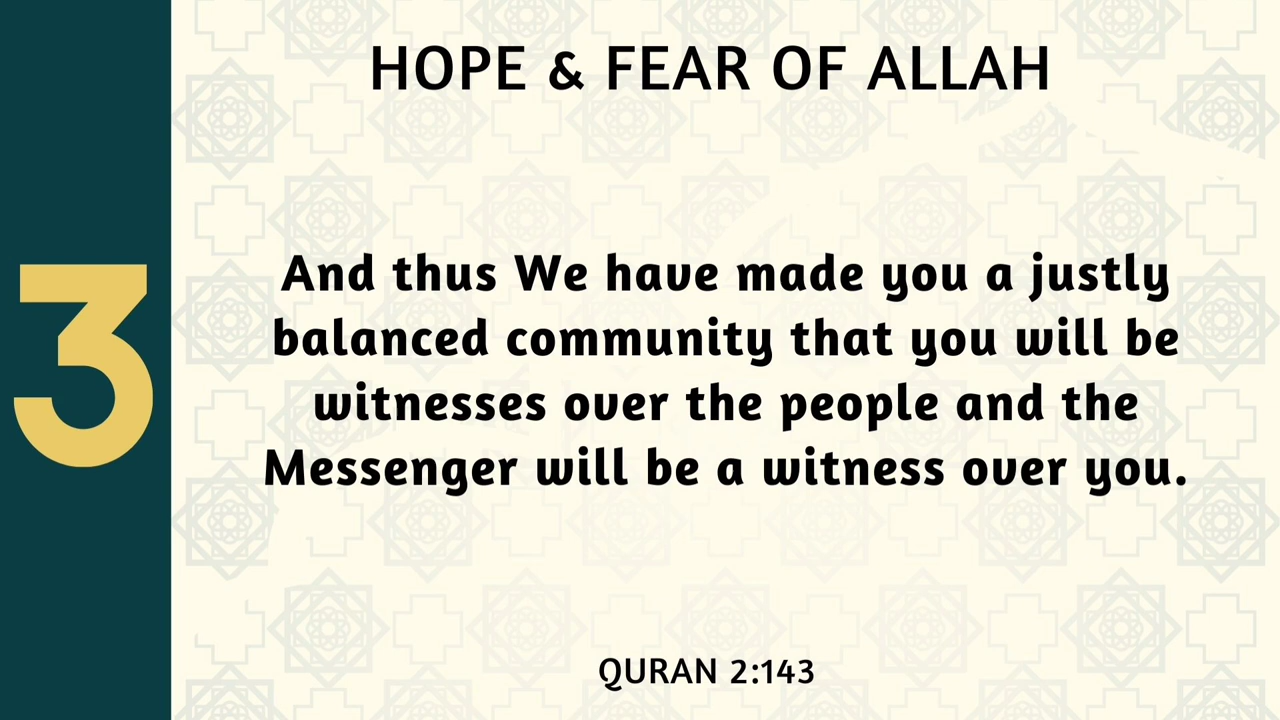 HOPE & FEAR OF ALLAH
3
And thus We have made you a justly
balanced community that you will be
witnesses over the people and the
Messenger will be a witness over you.
QURAN 2:143